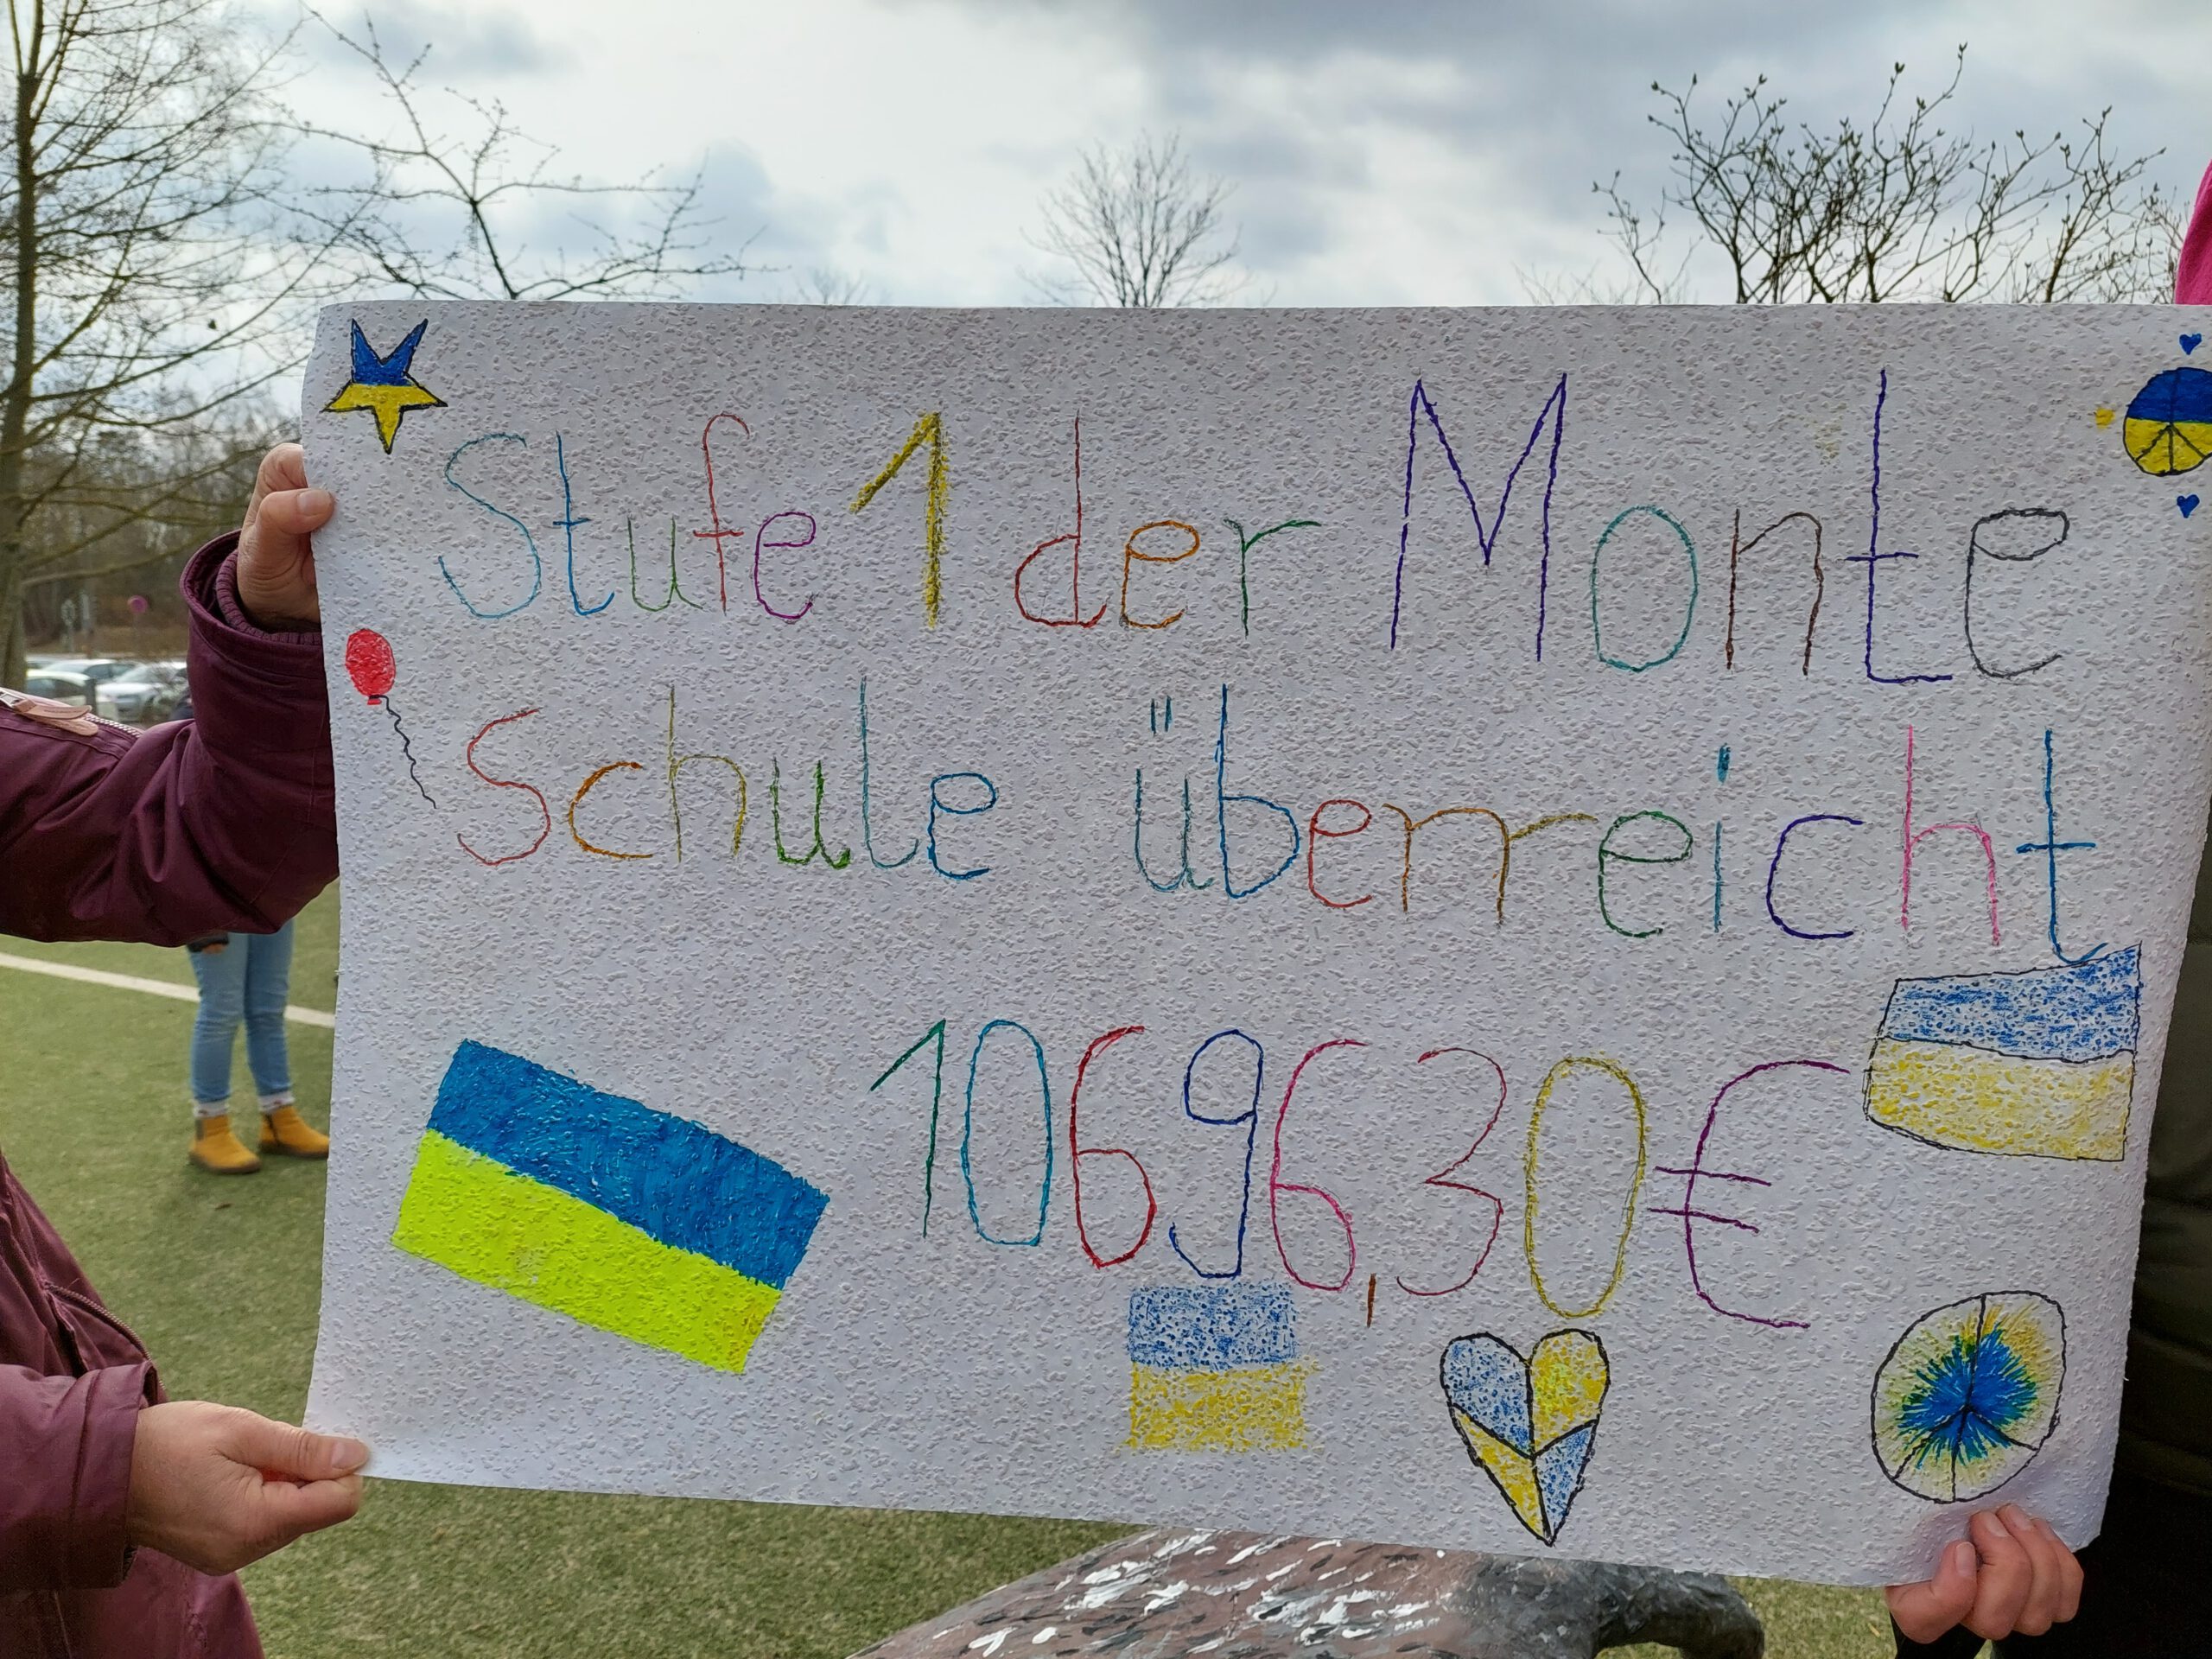 Stufe 1 der Monte
Schule überreicht
10696,30€